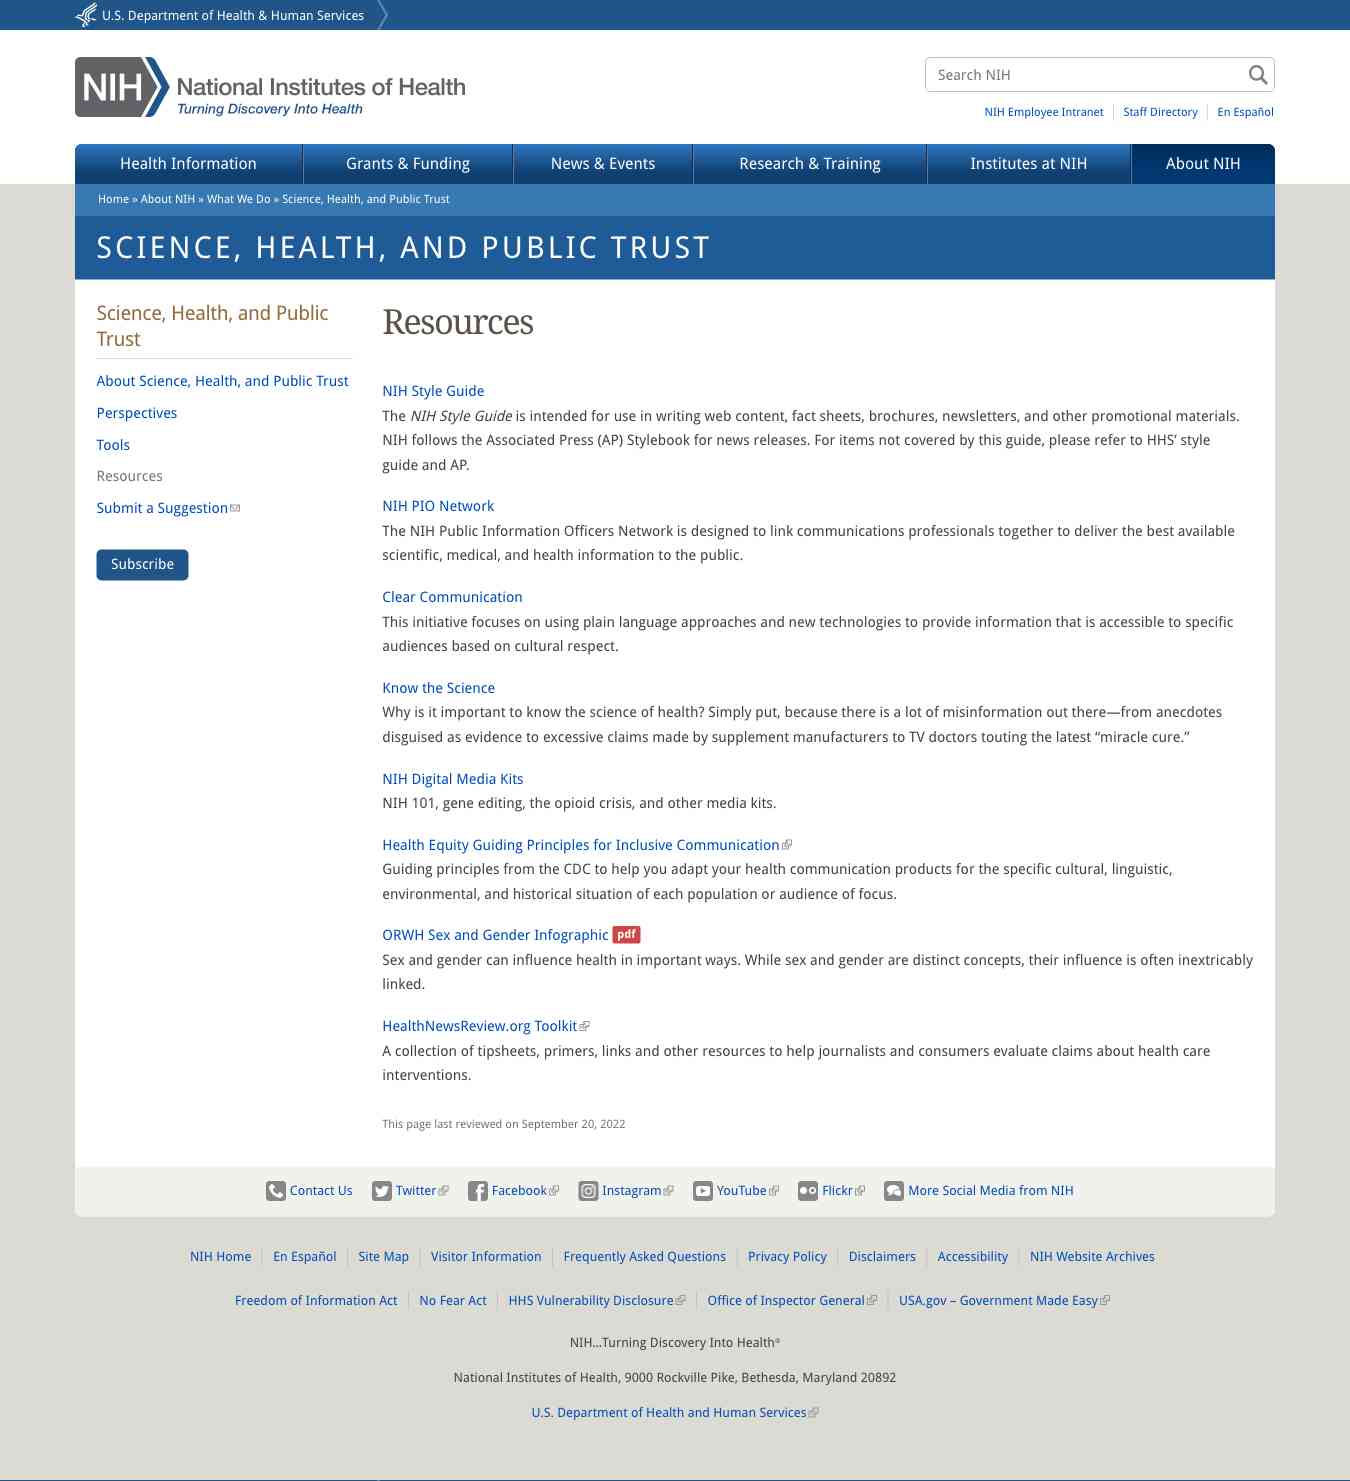 U.S. Department of Health & Human Services
NIH National Institutes of Health
Turning Discovery Into Health
Search NIH
NIH Employee Intranet Staff Directory En Español
Health Information Grants & Funding News & Events Research & Training Institutes at NIH About NIH
Home » About NIH » What We Do » Science, Health, and Public Trust
SCIENCE, HEALTH, AND PUBLIC TRUST
Science, Health, and Public
Trust
About Science, Health, and Public Trust
Perspectives
Tools
Resources
Submit a Suggestion
Subscribe
Resources
NIH Style Guide
The NIH Style Guide is intended for use in writing web content, fact sheets, brochures, newsletters, and other promotional materials.
NIH follows the Associated Press (AP) Stylebook for news releases. For items not covered by this guide, please refer to HHS’ style
guide and AP.
NIH PIO Network
The NIH Public Information Officers Network is designed to link communications professionals together to deliver the best available
scientific, medical, and health information to the public.
Clear Communication
This initiative focuses on using plain language approaches and new technologies to provide information that is accessible to specific
audiences based on cultural respect.
Know the Science
Why is it important to know the science of health? Simply put, because there is a lot of misinformation out there—from anecdotes
disguised as evidence to excessive claims made by supplement manufacturers to TV doctors touting the latest “miracle cure.”
NIH Digital Media Kits
NIH 101, gene editing, the opioid crisis, and other media kits.
Health Equity Guiding Principles for Inclusive Communication
Guiding principles from the CDC to help you adapt your health communication products for the specific cultural, linguistic,
environmental, and historical situation of each population or audience of focus.
ORWH Sex and Gender Infographic pdf
Sex and gender can influence health in important ways. While sex and gender are distinct concepts, their influence is often inextricably
linked.
HealthNewsReview.org Toolkit
A collection of tipsheets, primers, links and other resources to help journalists and consumers evaluate claims about health care
interventions.
This page last reviewed on September 20, 2022
Contact Us Twitter Facebook Instagram YouTube Flickr More Social Media from NIH
NIH Home En Español Site Map Visitor Information Frequently Asked Questions Privacy Policy Disclaimers Accessibility NIH Website Archives
Freedom of Information Act No Fear Act HHS Vulnerability Disclosure Office of Inspector General USA.gov – Government Made Easy
NIH…Turning Discovery Into Health®
National Institutes of Health, 9000 Rockville Pike, Bethesda, Maryland 20892
U.S. Department of Health and Human Services